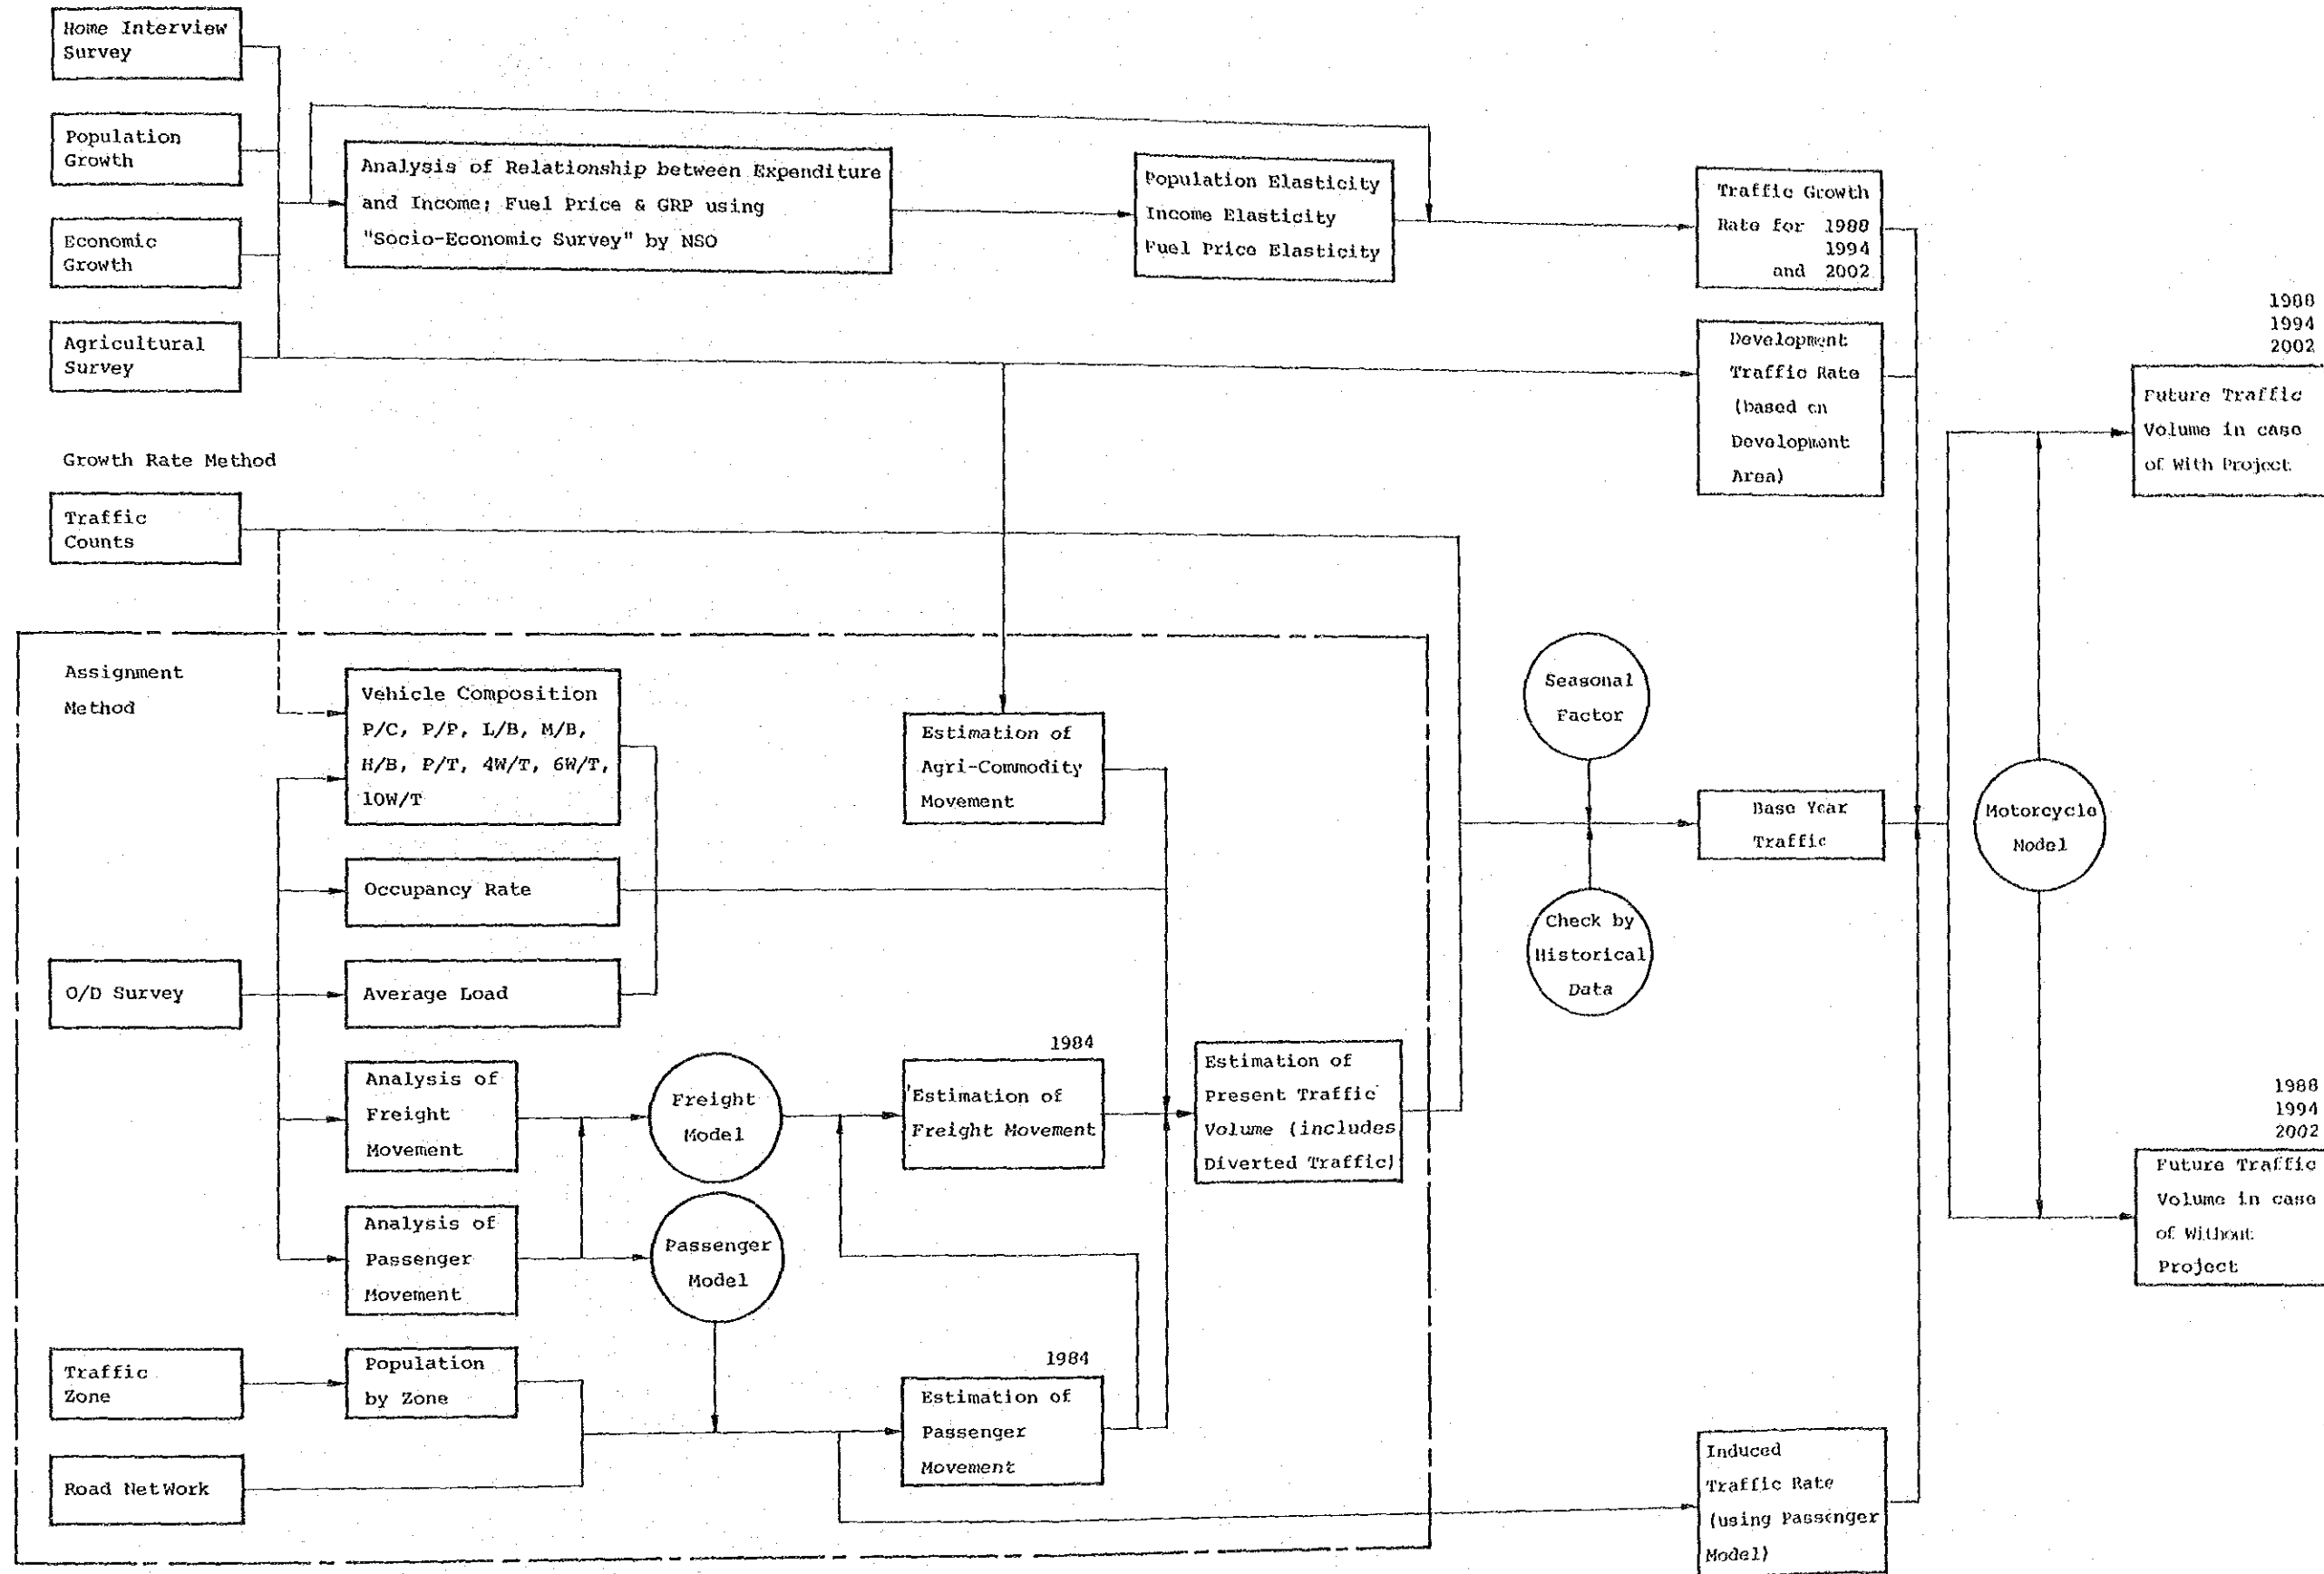 Home Interview
Survey
Population
Growth
Economic
Growth
Agricultural
Survey
Analysis of Relationship between Expenditure
and Income; Fuel Price & GRP using
"Socio-Economic Survey" by NSO
Population Elasticity
Income Elasticity
Fuel Price Elasticity
Traffic Growth
Rate for 1988
1994
and 2002
Development
Traffic Rate
(based on
Development
Area)
1988
1994
2002
Future Traffic
Volume in case
of With Project
Growth Rate Method
Traffic
Counts
Assignment
Method
Vehicle Composition
P/C, P/P, L/B, M/B,
H/B, P/T, 4W/T, 6W/T,
10W/T
Occupancy Rate
O/D Survey
Average Load
Analysis of
Freight
Movement
Analysis of
Passenger
Movement
Freight
Model
Passenger
Model
Traffic
Zone
Population
by Zone
Road NetWork
Estimation of
Agri-Commodity
Movement
1984
Estimation of
Freight Movement
1984
Estimation of
Passenger
Movement
Estimation of
Present Traffic
Volume (includes
Diverted Traffic)
Seasonal
Factor
Check by
Historical
Data
Base Year
Traffic
Motorcycle
Model
1988
1994
2002
Future Traffic
Volume in case
of Without
Project
Induced
Traffic Rate
(using Passenger
Model)